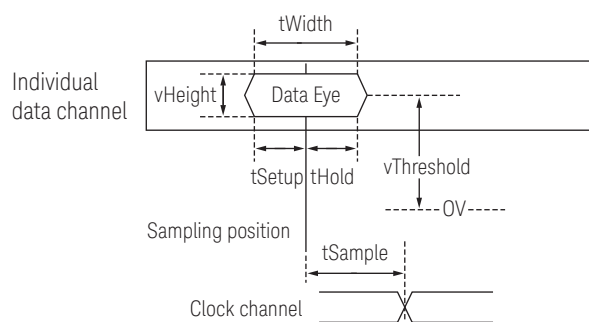 tWidth
Individual
data channel
vHeight
Data Eye
tSetup
tHold
vThreshold
0V
Sampling position
tSample
Clock channel